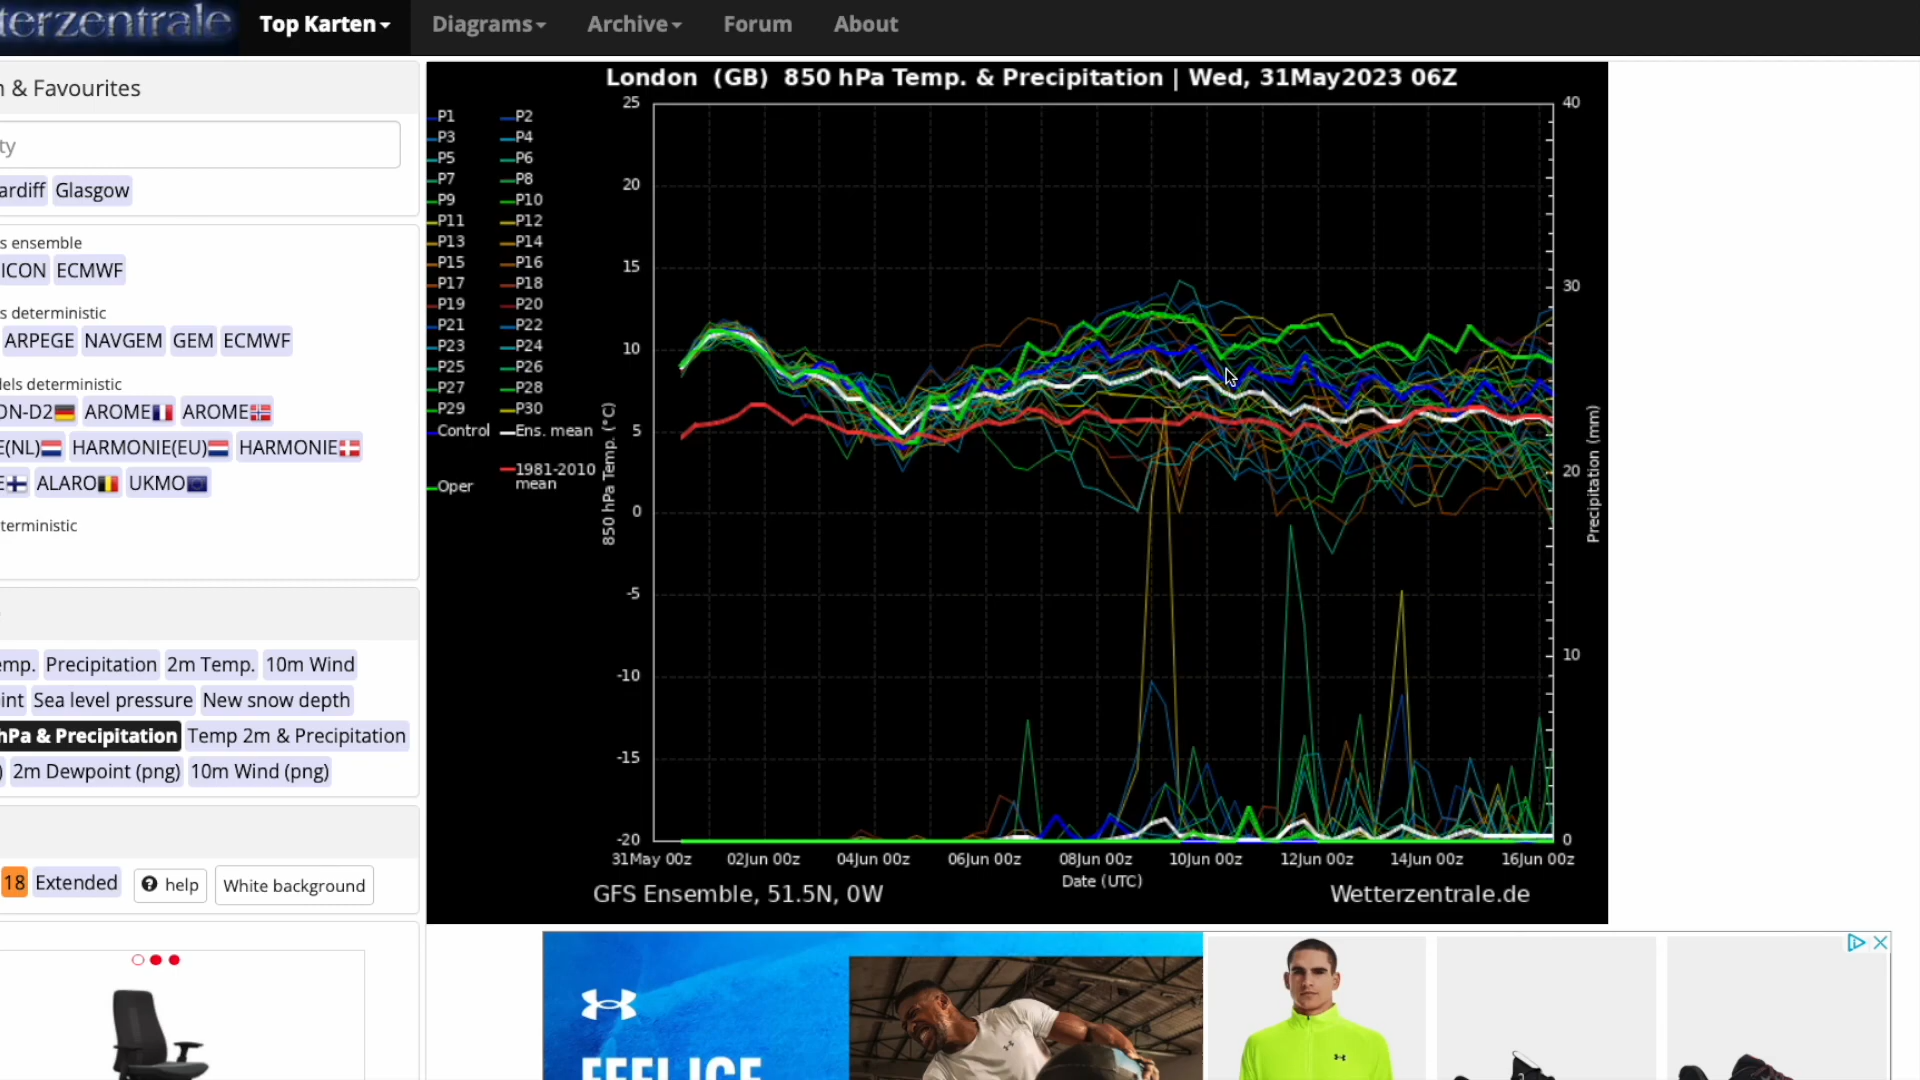 terzentrale Top Karten Diagrams Archive Forum About
n & Favourites
ty
ardiff Glasgow
s ensemble
ICON ECMWF
s deterministic
ARPEGE NAVGEM GEM ECMWF
dels deterministic
ON-D2 AROME AROME
E(NL) HARMONIE(EU) HARMONIE
E ALARO UKMO
terministic
emp. Precipitation 2m Temp. 10m Wind
int Sea level pressure New snow depth
hPa & Precipitation Temp 2m & Precipitation
) 2m Dewpoint (png) 10m Wind (png)
18 Extended help White background
London (GB) 850 hPa Temp. & Precipitation | Wed, 31May2023 06Z
P1 P2
P3 P4
P5 P6
P7 P8
P9 P10
P11 P12
P13 P14
P15 P16
P17 P18
P19 P20
P21 P22
P23 P24
P25 P26
P27 P28
P29 P30
Control Ens. mean
1981-2010
mean
Oper
850 hPa Temp. (°C)
25
20
15
10
5
0
-5
-10
-15
-20
40
30
20
10
0
Precipitation (mm)
31May 00z 02Jun 00z 04Jun 00z 06Jun 00z 08Jun 00z 10Jun 00z 12Jun 00z 14Jun 00z 16Jun 00z
Date (UTC)
GFS Ensemble, 51.5N, 0W Wetterzentrale.de
FEEL ICE